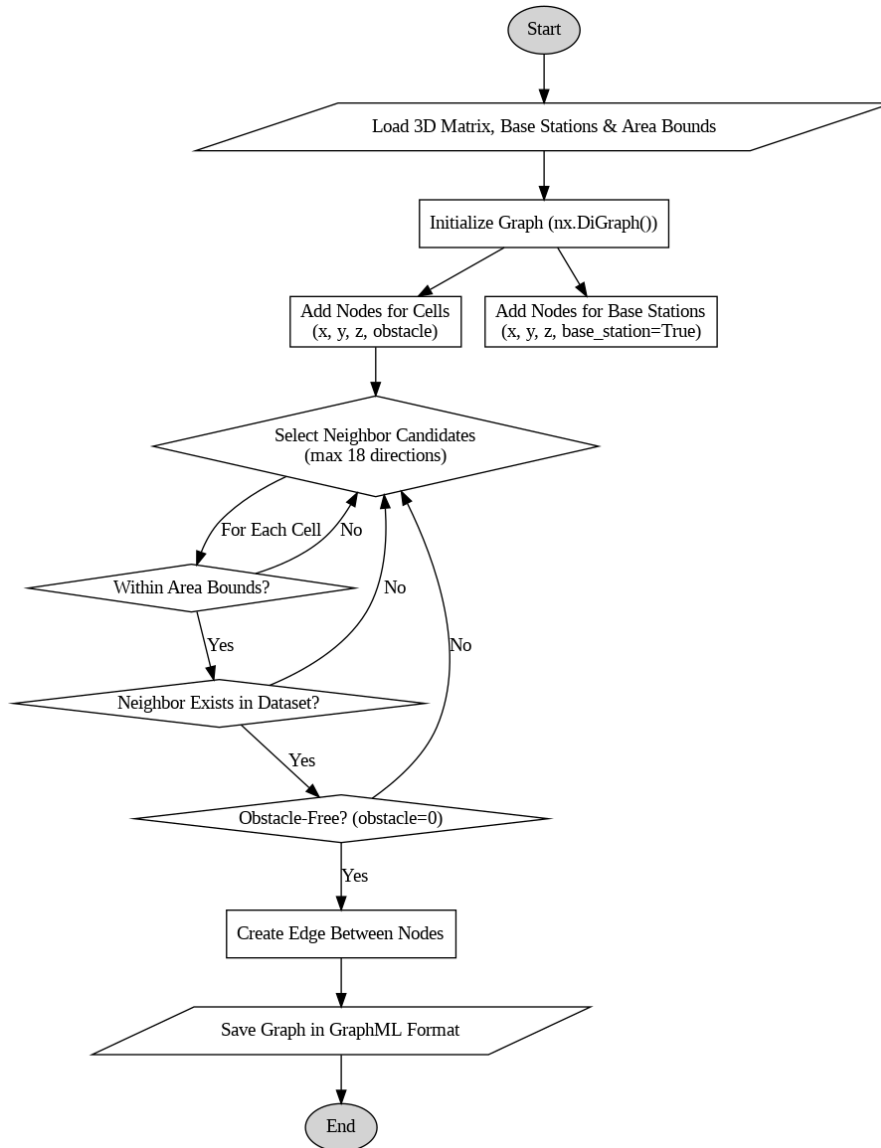 Start
Load 3D Matrix, Base Stations & Area Bounds
Initialize Graph (nx.DiGraph())
Add Nodes for Cells
(x, y, z, obstacle)
Add Nodes for Base Stations
(x, y, z, base_station=True)
Select Neighbor Candidates
(max 18 directions)
For Each Cell
No
Within Area Bounds?
No
Yes
No
Neighbor Exists in Dataset?
Yes
Obstacle-Free? (obstacle=0)
Yes
Create Edge Between Nodes
Save Graph in GraphML Format
End